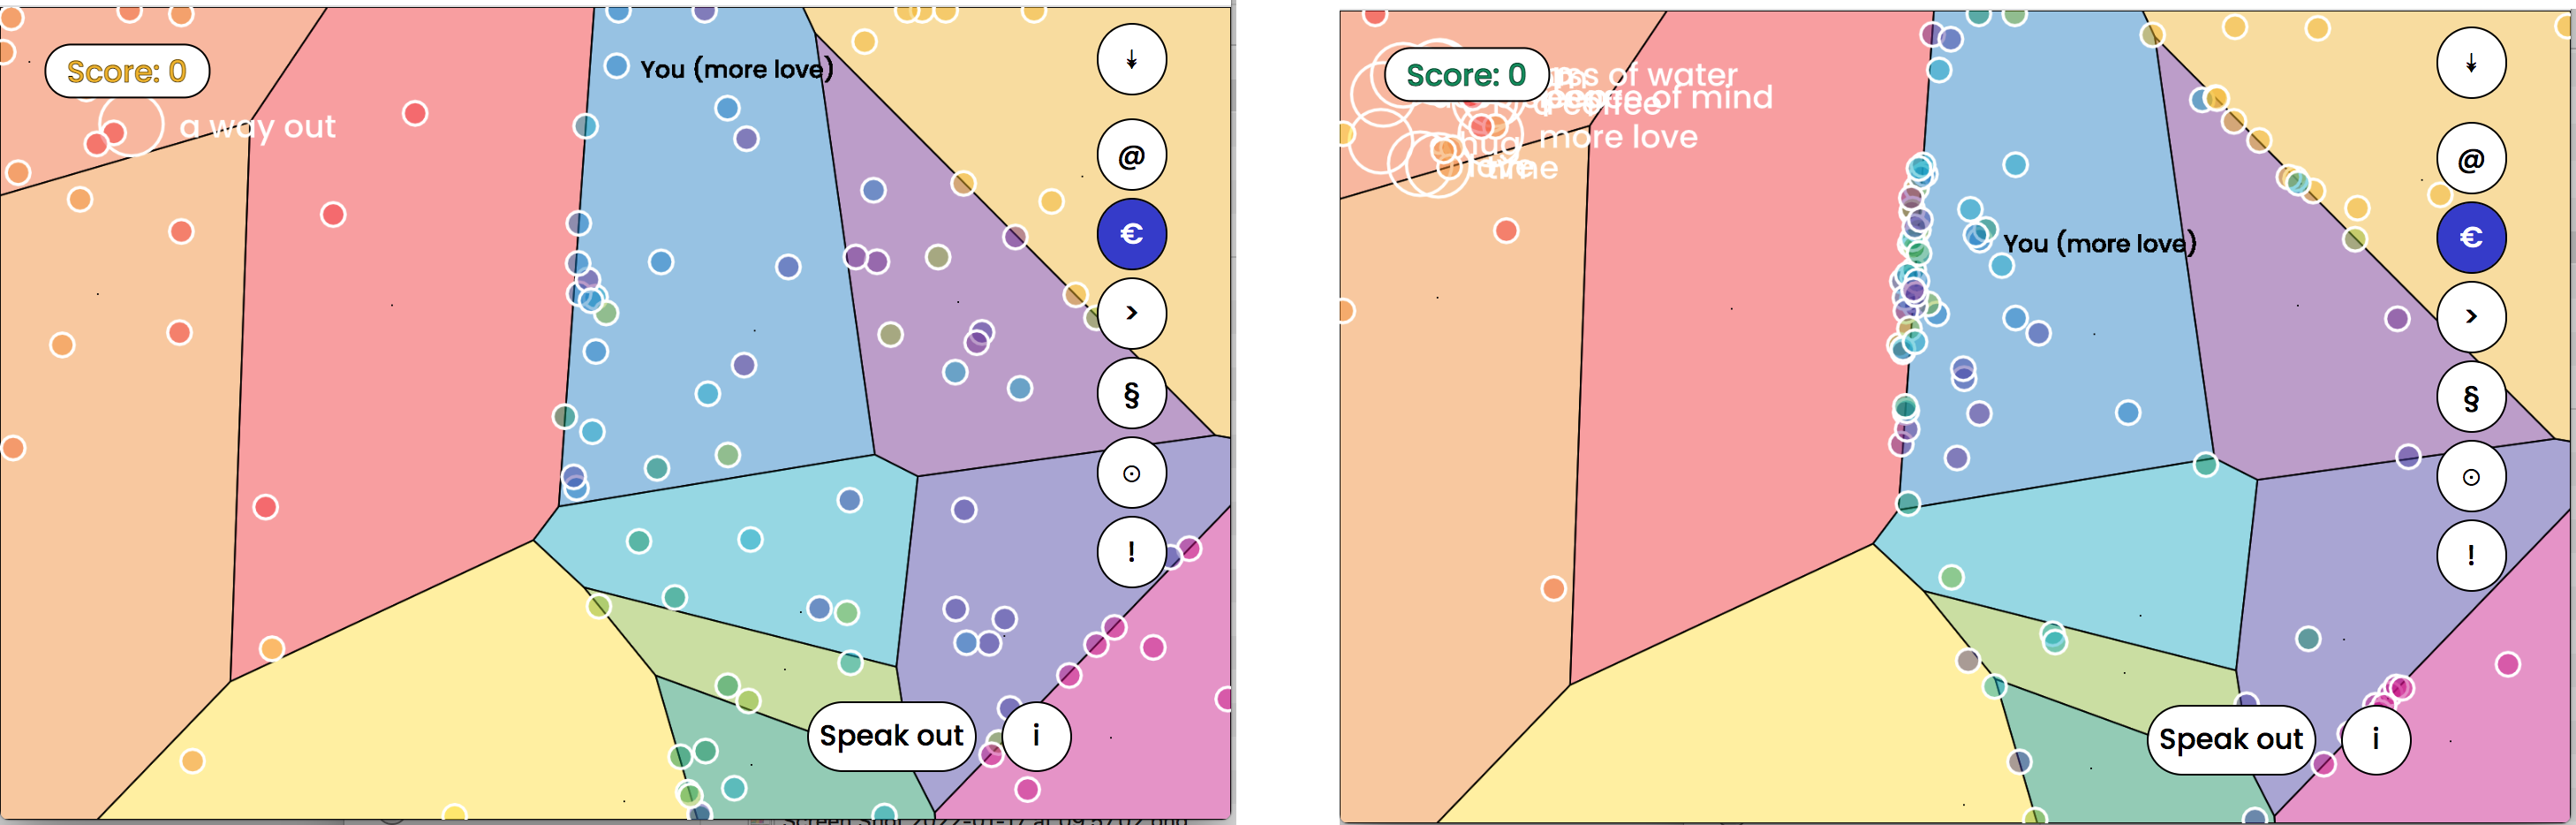 Score: 0
You (more love)
a way out
↡
@
€
>
§
⊙
!
Speak out
i
Score: 0
of water
of mind
more love
time
You (more love)
↡
@
€
>
§
⊙
!
Speak out
i